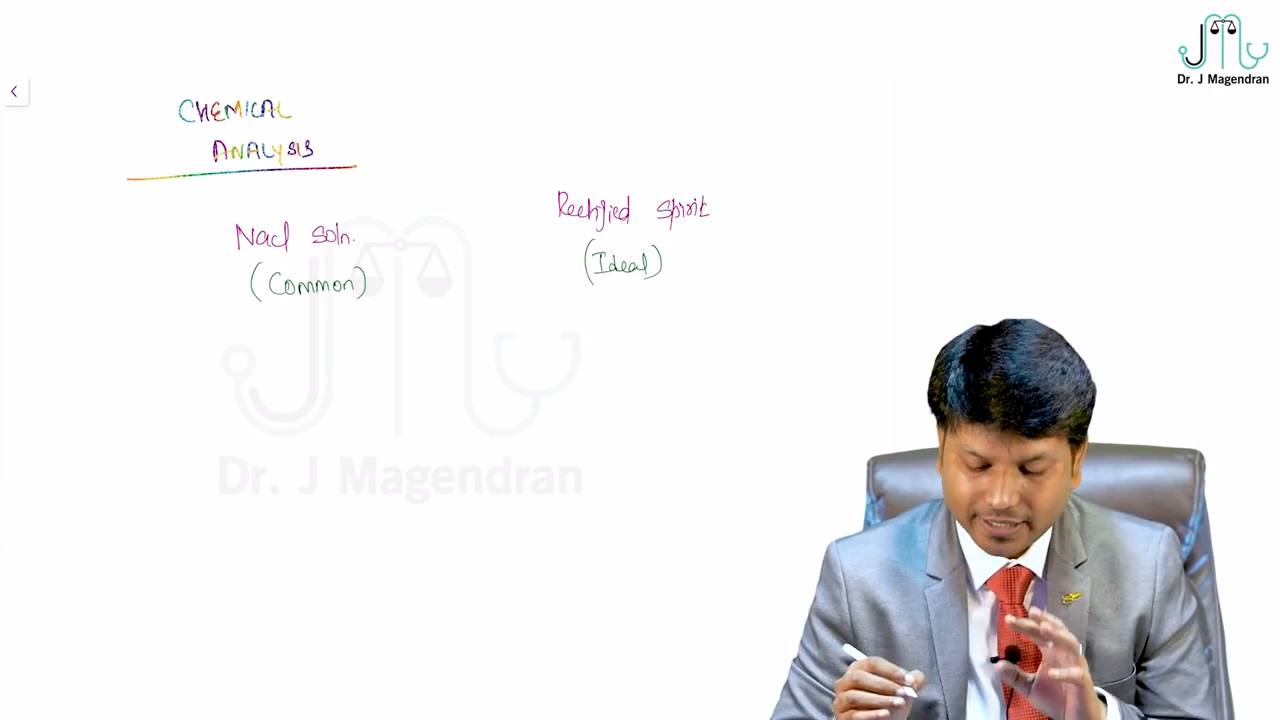 Dr. J Magendran
<
CHEMICAL
ANALYSIS
Rectified spirit
Nacl soln.
(Ideal)
(Common)
Dr. J Magendran